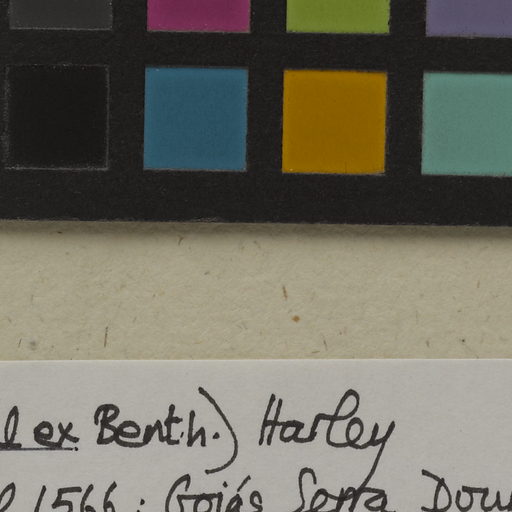 l ex Benth.) Harley
l 1566 : Goiás Serra Dou